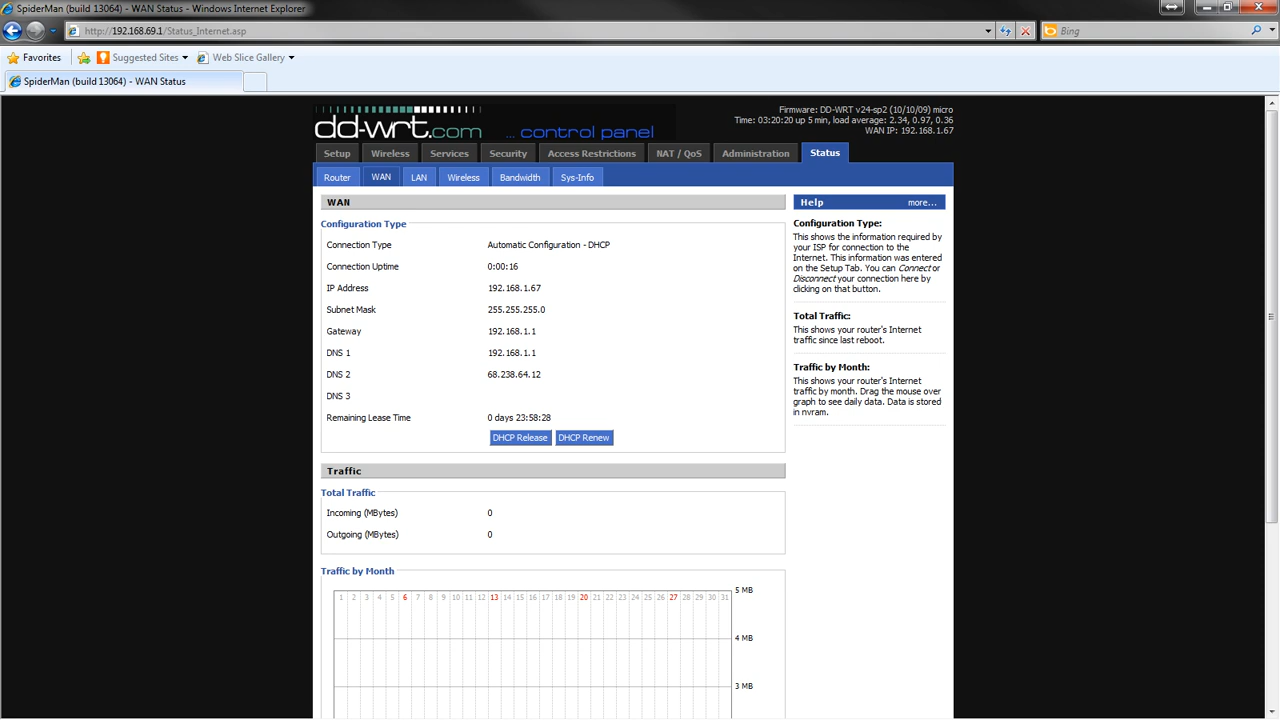 SpiderMan (build 13064) - WAN Status - Windows Internet Explorer
http://192.168.69.1/Status_Internet.asp
Bing
Favorites Suggested Sites Web Slice Gallery
SpiderMan (build 13064) - WAN Status
dd-wrt.com ... control panel
Firmware: DD-WRT v24-sp2 (10/10/09) micro
Time: 03:20:20 up 5 min, load average: 2.34, 0.97, 0.36
WAN IP: 192.168.1.67
Setup Wireless Services Security Access Restrictions NAT / QoS Administration Status
Router WAN LAN Wireless Bandwidth Sys-Info
WAN
Configuration Type
Connection Type Automatic Configuration - DHCP
Connection Uptime 0:00:16
IP Address 192.168.1.67
Subnet Mask 255.255.255.0
Gateway 192.168.1.1
DNS 1 192.168.1.1
DNS 2 68.238.64.12
DNS 3
Remaining Lease Time 0 days 23:58:28
DHCP Release DHCP Renew
Traffic
Total Traffic
Incoming (MBytes) 0
Outgoing (MBytes) 0
Traffic by Month
1 2 3 4 5 6 7 8 9 10 11 12 13 14 15 16 17 18 19 20 21 22 23 24 25 26 27 28 29 30 31
5 MB
4 MB
3 MB
Help more...
Configuration Type:
This shows the information required by
your ISP for connection to the
Internet. This information was entered
on the Setup Tab. You can Connect or
Disconnect your connection here by
clicking on that button.
Total Traffic:
This shows your router's Internet
traffic since last reboot.
Traffic by Month:
This shows your router's Internet
traffic by month. Drag the mouse over
graph to see daily data. Data is stored
in nvram.